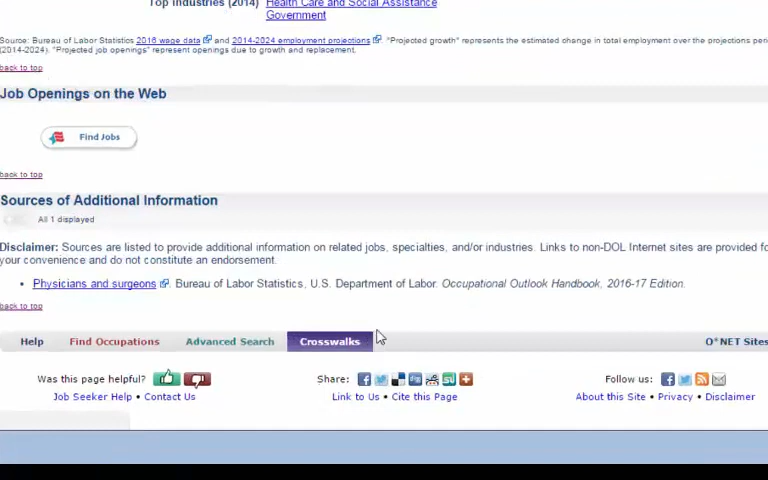 Top Industries (2014) Health Care and Social Assistance
Government
Source: Bureau of Labor Statistics 2016 wage data and 2014-2024 employment projections. "Projected growth" represents the estimated change in total employment over the projections
(2014-2024). "Projected job openings" represent openings due to growth and replacement.
back to top
Job Openings on the Web
Find Jobs
back to top
Sources of Additional Information
All 1 displayed
Disclaimer: Sources are listed to provide additional information on related jobs, specialties, and/or industries. Links to non-DOL Internet sites are provided
your convenience and do not constitute an endorsement.
• Physicians and surgeons. Bureau of Labor Statistics, U.S. Department of Labor. Occupational Outlook Handbook, 2016-17 Edition.
back to top
Help Find Occupations Advanced Search Crosswalks O*NET Sites
Was this page helpful? Share: Follow us:
Job Seeker Help • Contact Us Link to Us • Cite this Page About this Site • Privacy • Disclaimer